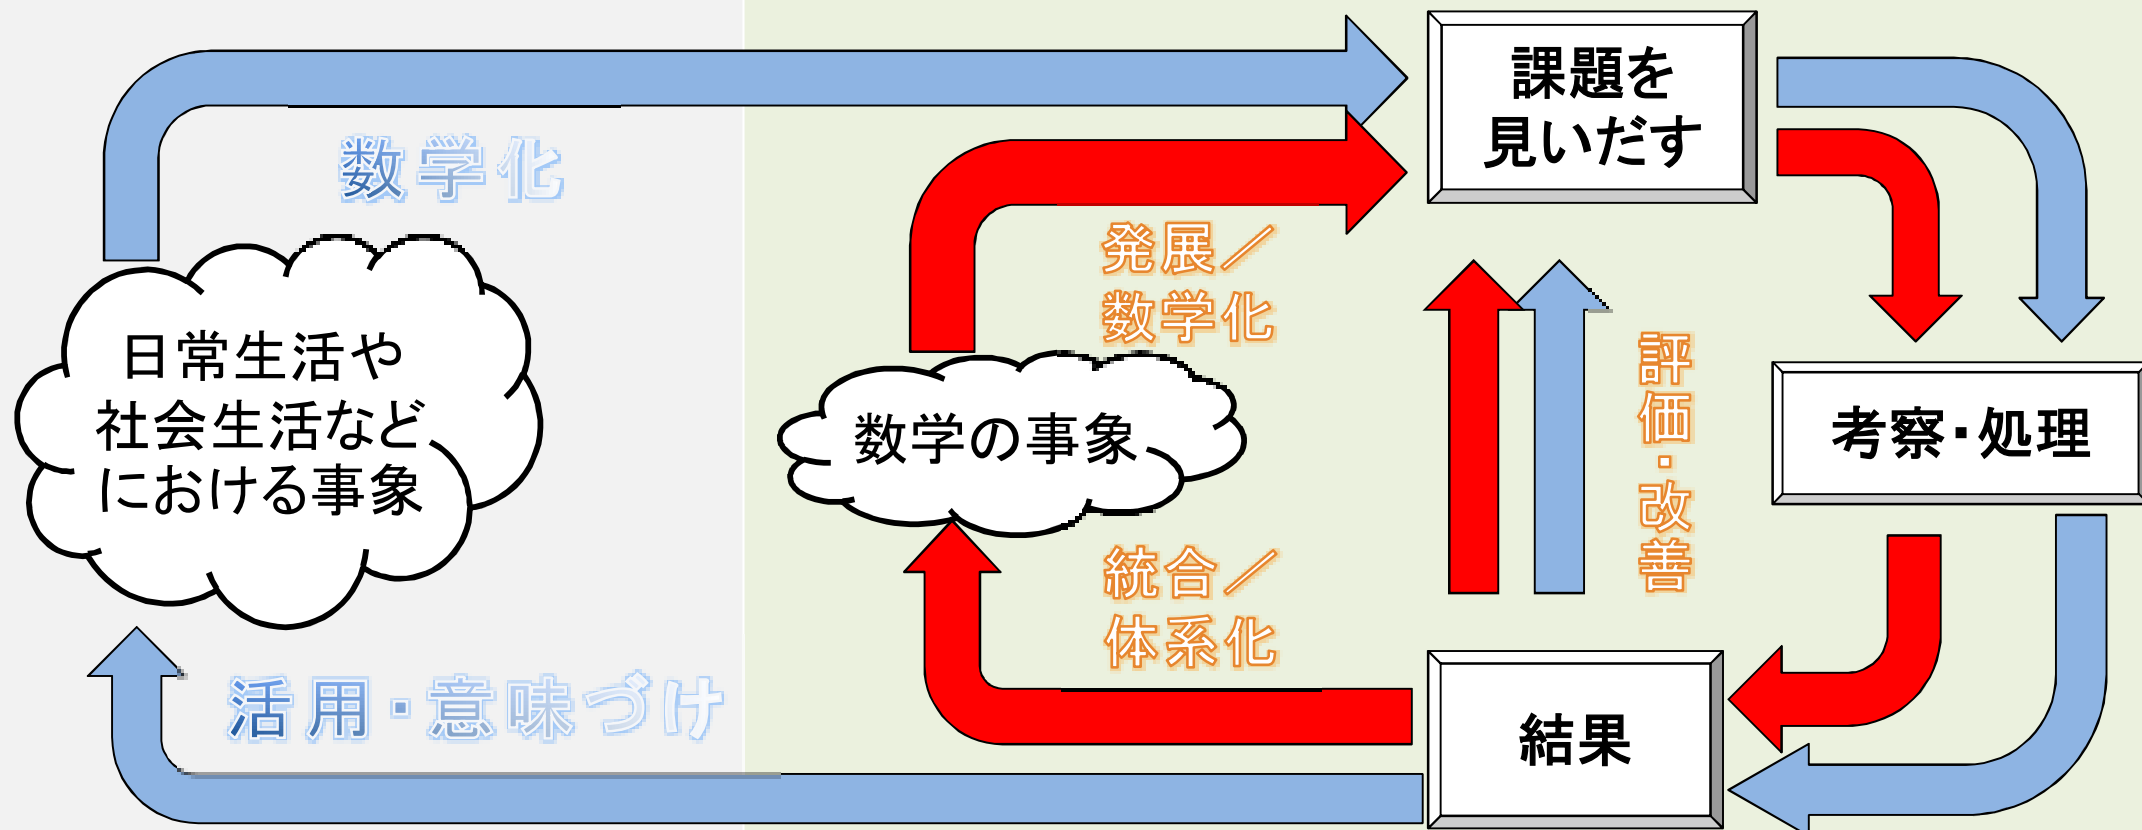 数学化
日常生活や
社会生活など
における事象
活用・意味づけ
発展／
数学化
数学の事象
統合／
体系化
課題を
見いだす
評価・改善
考察・処理
結果